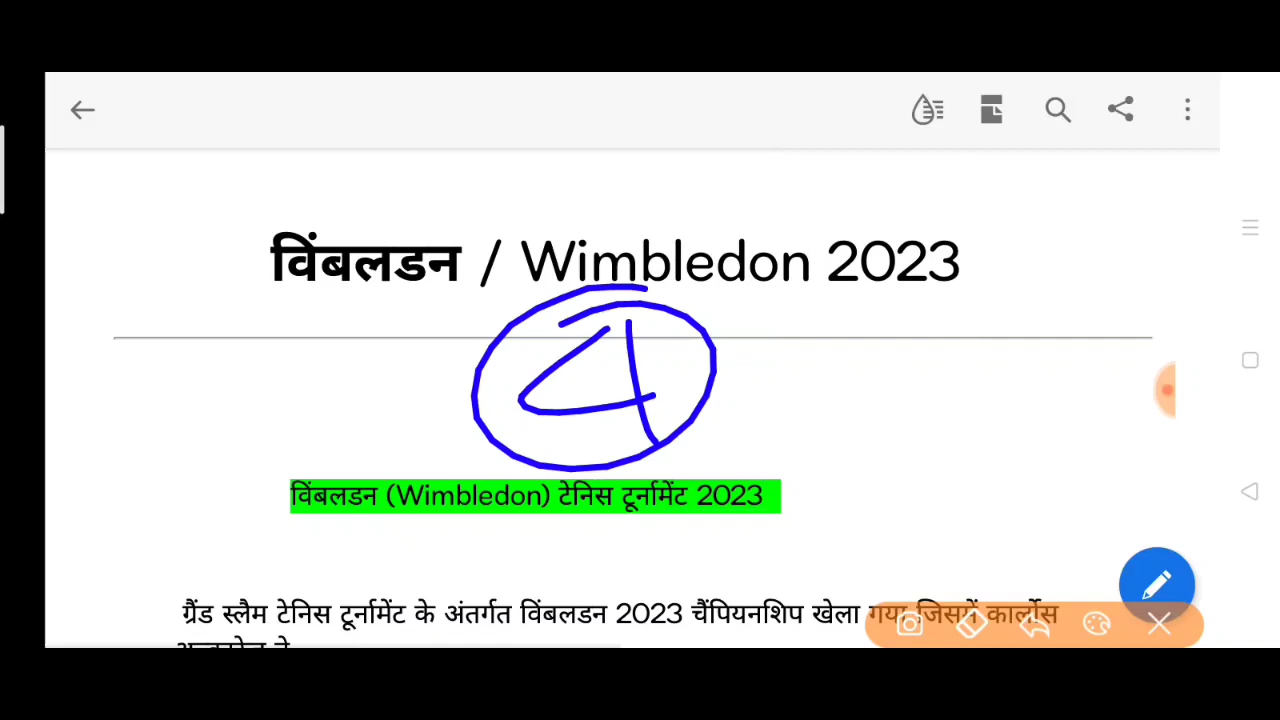 विंबलडन / Wimbledon 2023
4
विंबलडन (Wimbledon) टेनिस टूर्नामेंट 2023
ग्रैंड स्लैम टेनिस टूर्नामेंट के अंतर्गत विंबलडन 2023 चैंपियनशिप खेला गया जिसमें कार्लोस